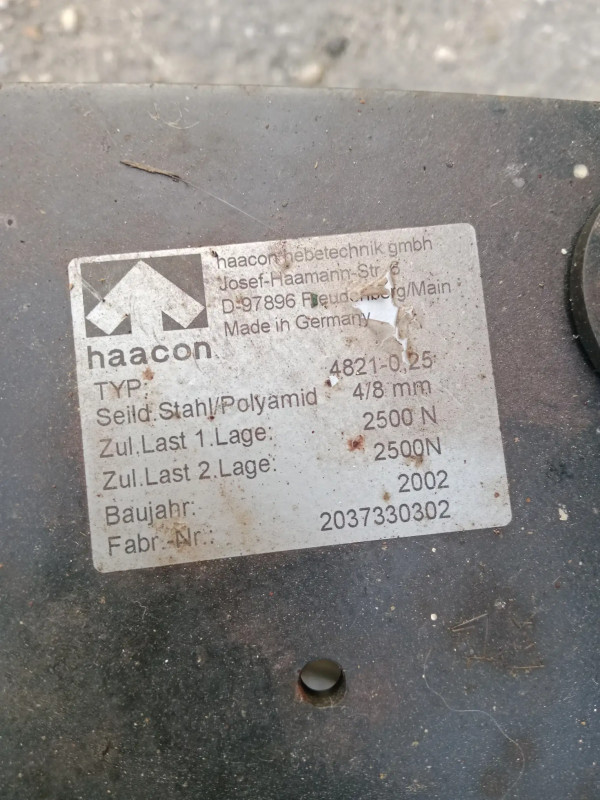 haacon hebetechnik gmbh
Josef-Haamann-Str. 6
D-97896 Freudenberg/Main
Made in Germany
haacon
TYP: 4821-0,25
Seild.Stahl/Polyamid 4/8 mm
Zul.Last 1.Lage: 2500 N
Zul.Last 2.Lage: 2500N
Baujahr: 2002
Fabr.-Nr.: 2037330302